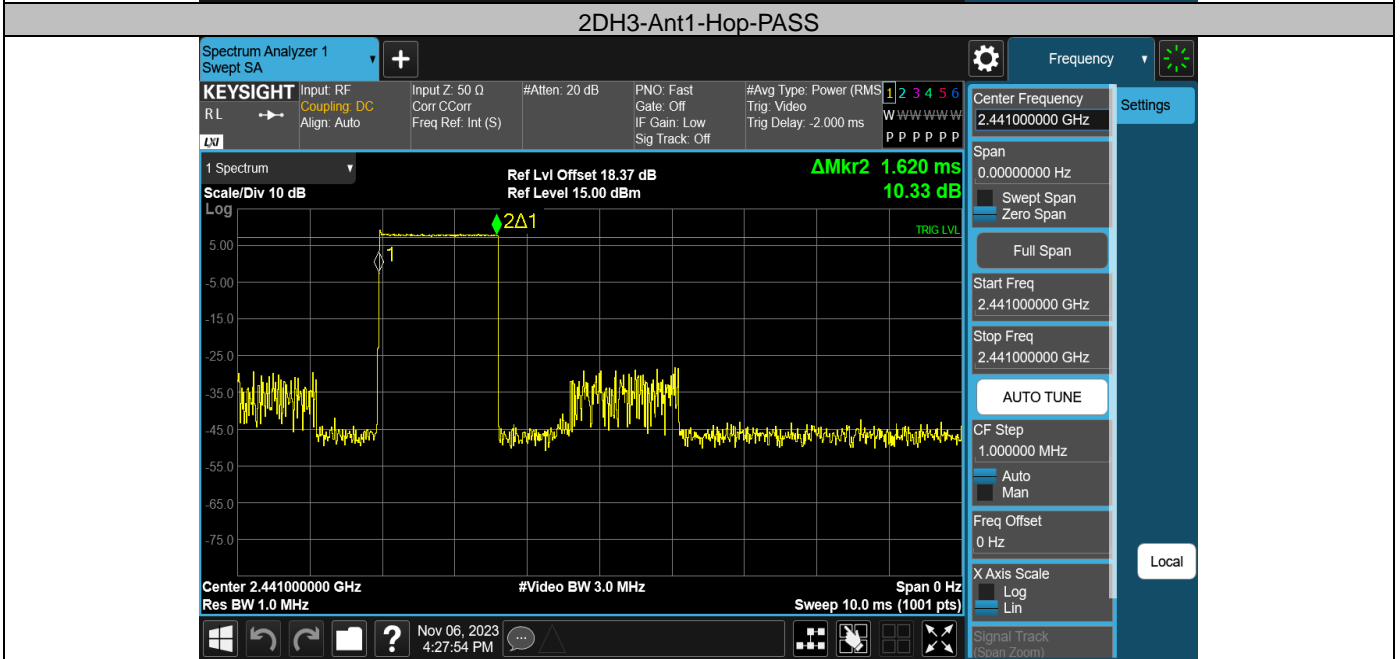 2DH3-Ant1-Hop-PASS
Spectrum Analyzer 1
Swept SA
+
Frequency
KEYSIGHT
Input: RF
Input Z: 50 Ω
#Atten: 20 dB
PNO: Fast
#Avg Type: Power (RMS
1 2 3 4 5 6
R L
Coupling: DC
Corr CCorr
Gate: Off
Trig: Video
W W W W W W
Align: Auto
Freq Ref: Int (S)
IF Gain: Low
Trig Delay: -2.000 ms
LXI
Sig Track: Off
P P P P P P
Center Frequency
2.441000000 GHz
Settings
1 Spectrum
Ref Lvl Offset 18.37 dB
ΔMkr2 1.620 ms
Scale/Div 10 dB
Ref Level 15.00 dBm
10.33 dB
Log
2Δ1
TRIG LVL
1
5.00
-5.00
-15.0
-25.0
-35.0
-45.0
-55.0
-65.0
-75.0
Center 2.441000000 GHz
#Video BW 3.0 MHz
Span 0 Hz
Res BW 1.0 MHz
Sweep 10.0 ms (1001 pts)
Span
0.00000000 Hz
Swept Span
Zero Span
Full Span
Start Freq
2.441000000 GHz
Stop Freq
2.441000000 GHz
AUTO TUNE
CF Step
1.000000 MHz
Auto
Man
Freq Offset
0 Hz
Local
X Axis Scale
Log
Lin
Signal Track
(Span Zoom)
?
Nov 06, 2023
4:27:54 PM